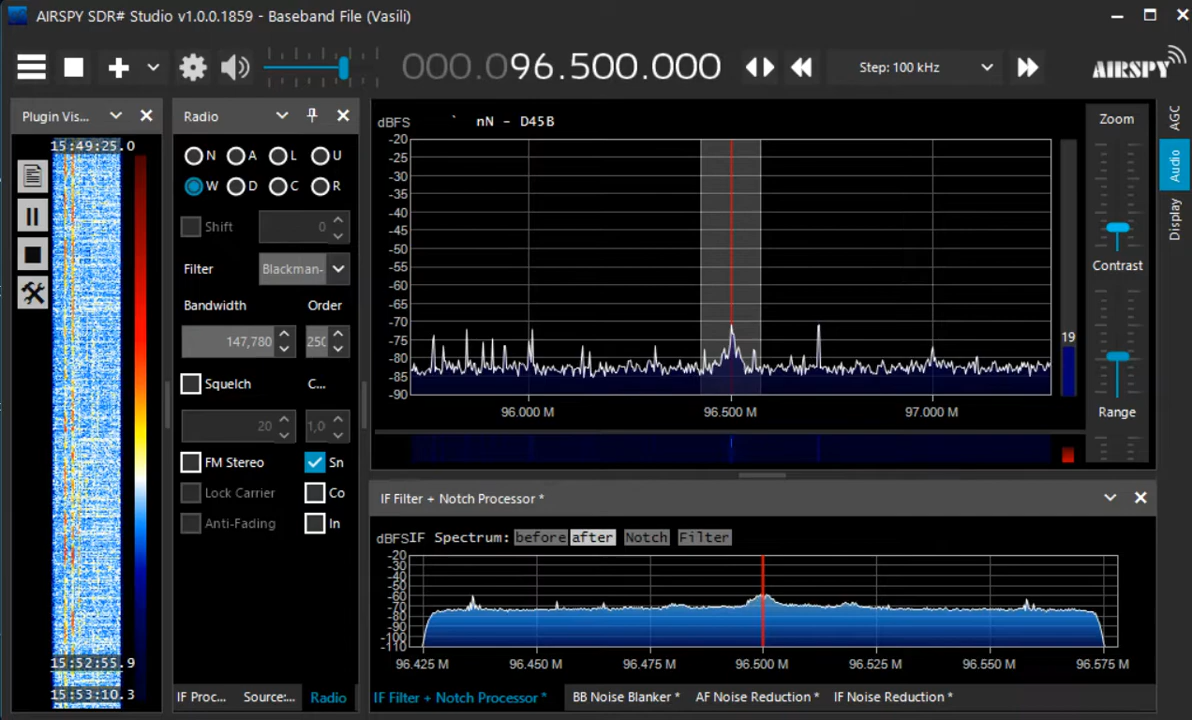 AIRSPY SDR# Studio v1.0.0.1859 - Baseband File (Vasili)
000.096.500.000
Step: 100 kHz
AIRSPY
Plugin Vis...
15:49:25.0
15:52:55.9
15:53:10.3
Radio
N A L U
W D C R
Shift 0
Filter Blackman-
Bandwidth Order
147,780 250
Squelch C...
20 1,0
FM Stereo Sn
Lock Carrier Co
Anti-Fading In
IF Proc... Source:... Radio
dBFS ` nN - D45B
-20
-25
-30
-35
-40
-45
-50
-55
-60
-65
-70
-75
-80
-85
-90
96.000 M 96.500 M 97.000 M
19
Zoom
Contrast
Range
AGC
Audio
Display
IF Filter + Notch Processor *
dBFS IF Spectrum: before after Notch Filter
-20
-30
-40
-50
-60
-70
-80
-90
-100
-110
96.425 M 96.450 M 96.475 M 96.500 M 96.525 M 96.550 M 96.575 M
IF Filter + Notch Processor * BB Noise Blanker * AF Noise Reduction * IF Noise Reduction *